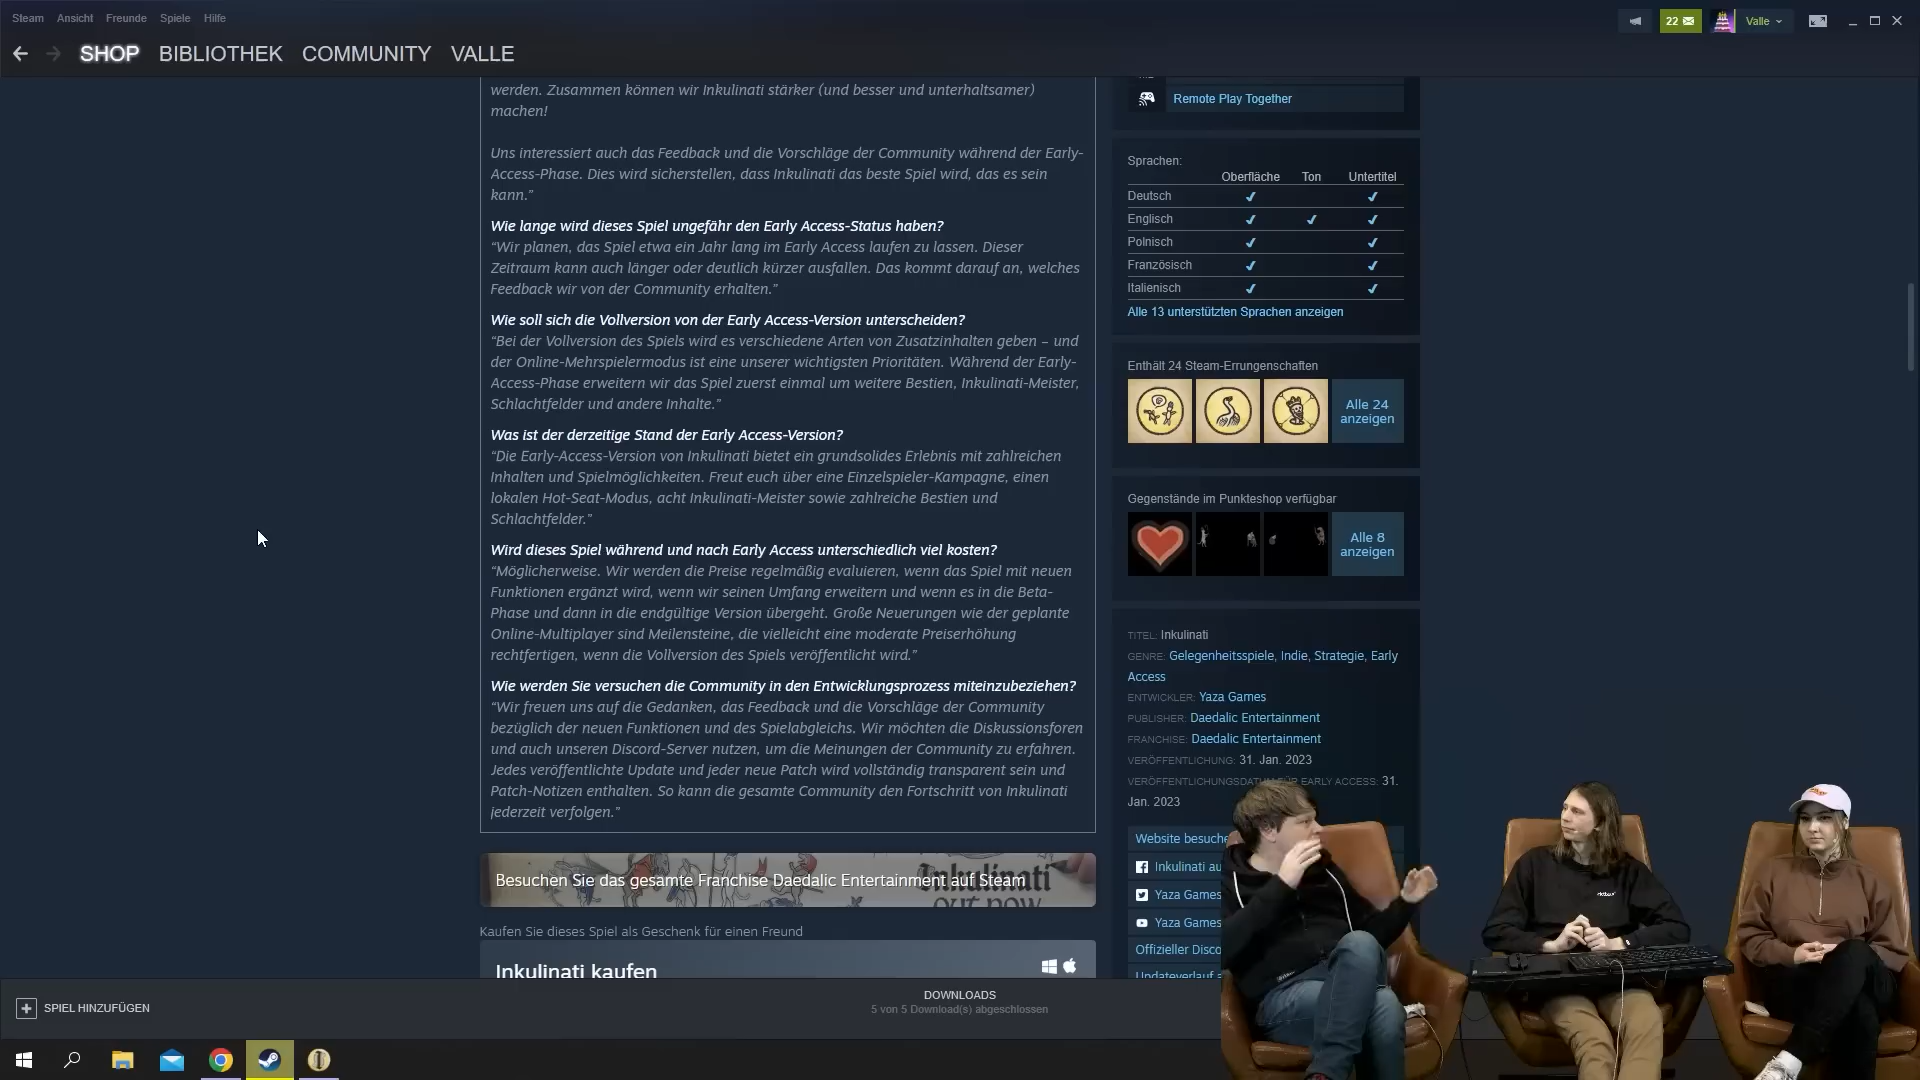 Steam Ansicht Freunde Spiele Hilfe
22 Valle
SHOP BIBLIOTHEK COMMUNITY VALLE
werden. Zusammen können wir Inkulinati stärker (und besser und unterhaltsamer)
machen!
Uns interessiert auch das Feedback und die Vorschläge der Community während der Early-
Access-Phase. Dies wird sicherstellen, dass Inkulinati das beste Spiel wird, das es sein
kann.”
Wie lange wird dieses Spiel ungefähr den Early Access-Status haben?
“Wir planen, das Spiel etwa ein Jahr lang im Early Access laufen zu lassen. Dieser
Zeitraum kann auch länger oder deutlich kürzer ausfallen. Das kommt darauf an, welches
Feedback wir von der Community erhalten.”
Wie soll sich die Vollversion von der Early Access-Version unterscheiden?
“Bei der Vollversion des Spiels wird es verschiedene Arten von Zusatzinhalten geben – und
der Online-Mehrspielermodus ist eine unserer wichtigsten Prioritäten. Während der Early-
Access-Phase erweitern wir das Spiel zuerst einmal um weitere Bestien, Inkulinati-Meister,
Schlachtfelder und andere Inhalte.”
Was ist der derzeitige Stand der Early Access-Version?
“Die Early-Access-Version von Inkulinati bietet ein grundsolides Erlebnis mit zahlreichen
Inhalten und Spielmöglichkeiten. Freut euch über eine Einzelspieler-Kampagne, einen
lokalen Hot-Seat-Modus, acht Inkulinati-Meister sowie zahlreiche Bestien und
Schlachtfelder.”
Wird dieses Spiel während und nach Early Access unterschiedlich viel kosten?
“Möglicherweise. Wir werden die Preise regelmäßig evaluieren, wenn das Spiel mit neuen
Funktionen ergänzt wird, wenn wir seinen Umfang erweitern und wenn es in die Beta-
Phase und dann in die endgültige Version übergeht. Große Neuerungen wie der geplante
Online-Multiplayer sind Meilensteine, die vielleicht eine moderate Preiserhöhung
rechtfertigen, wenn die Vollversion des Spiels veröffentlicht wird.”
Wie werden Sie versuchen die Community in den Entwicklungsprozess miteinzubeziehen?
“Wir freuen uns auf die Gedanken, das Feedback und die Vorschläge der Community
bezüglich der neuen Funktionen und des Spielabgleichs. Wir möchten die Diskussionsforen
und auch unseren Discord-Server nutzen, um die Meinungen der Community zu erfahren.
Jedes veröffentlichte Update und jeder neue Patch wird vollständig transparent sein und
Patch-Notizen enthalten. So kann die gesamte Community den Fortschritt von Inkulinati
jederzeit verfolgen.”
Besuchen Sie das gesamte Franchise Daedalic Entertainment auf Steam
Inkulinati
out now
Kaufen Sie dieses Spiel als Geschenk für einen Freund
Inkulinati kaufen
Remote Play Together
Sprachen:
Oberfläche Ton Untertitel
Deutsch ✔ ✔
Englisch ✔ ✔ ✔
Polnisch ✔ ✔
Französisch ✔ ✔
Italienisch ✔ ✔
Alle 13 unterstützten Sprachen anzeigen
Enthält 24 Steam-Errungenschaften
Alle 24
anzeigen
Gegenstände im Punkteshop verfügbar
Alle 8
anzeigen
TITEL: Inkulinati
GENRE: Gelegenheitsspiele, Indie, Strategie, Early
Access
ENTWICKLER: Yaza Games
PUBLISHER: Daedalic Entertainment
FRANCHISE: Daedalic Entertainment
VERÖFFENTLICHUNG: 31. Jan. 2023
VERÖFFENTLICHUNGSDATUM FÜR EARLY ACCESS: 31.
Jan. 2023
Website besuche
Inkulinati au
Yaza Games
Yaza Games
Offizieller Disco
Updateverlauf a
SPIEL HINZUFÜGEN
DOWNLOADS
5 von 5 Download(s) abgeschlossen